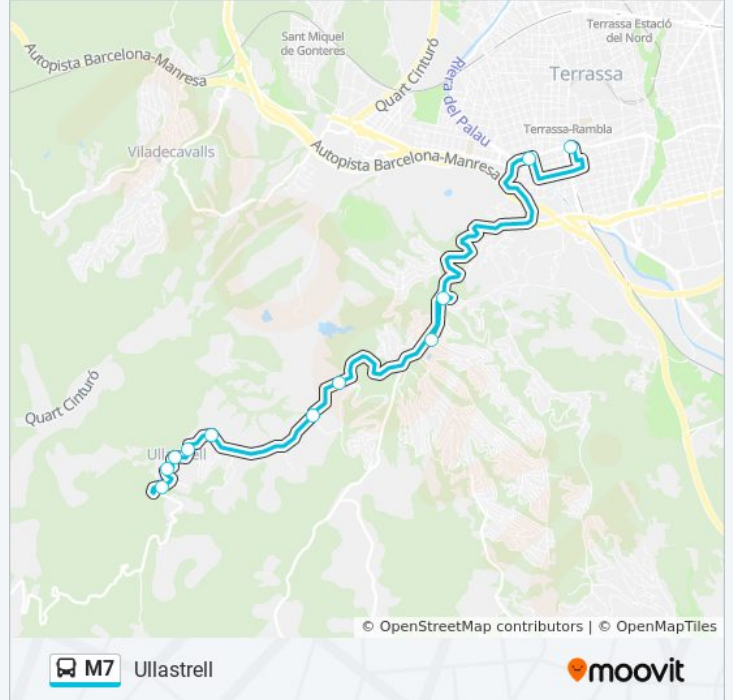 Terrassa Estació
del Nord
Sant Miquel
de Gonteres
Autopista Barcelona-Manresa
Quart Cinturó
Riera del Palau
Terrassa
Terrassa-Rambla
Viladecavalls
Autopista Barcelona-Manresa
Quart Cinturó
Ullastrell
© OpenStreetMap contributors | © OpenMapTiles
M7 Ullastrell
moovit